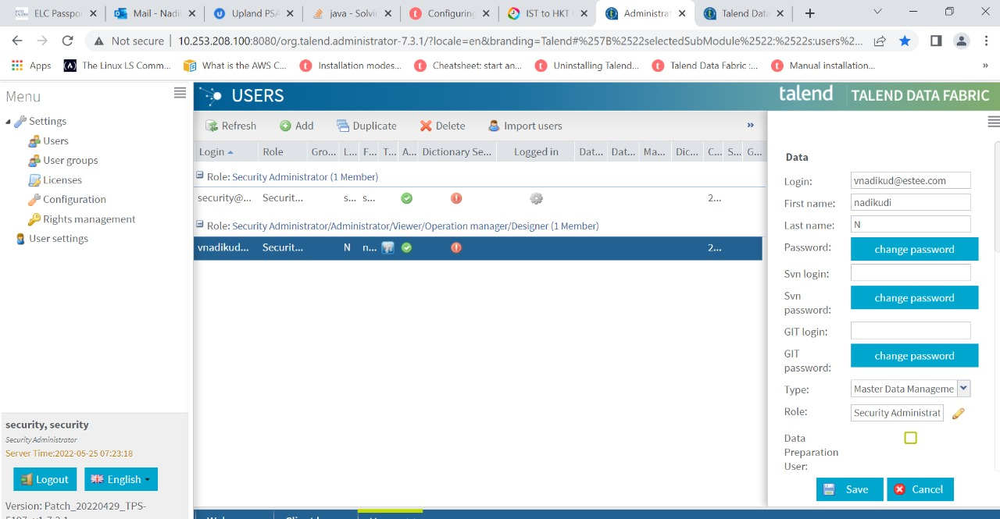 ELC Passpor
Mail - Nadi
Upland PSA
java - Solvi
Configuring
IST to HKT
Administrat
Talend Data
Not secure
10.253.208.100:8080/org.talend.administrator-7.3.1/?locale=en&branding=Talend#%257B%2522selectedSubModule%2522:%2522s:users%2...
Apps
The Linux LS Comm...
What is the AWS C...
Installation modes...
Cheatsheet: start an...
Uninstalling Talend...
Talend Data Fabric :...
Manual installation...
»
Menu
Settings
Users
User groups
Licenses
Configuration
Rights management
User settings
security, security
Security Administrator
Server Time:2022-05-25 07:23:18
Logout
English
Version: Patch_20220429_TPS-
USERS
talend
TALEND DATA FABRIC
Refresh
Add
Duplicate
Delete
Import users
»
Login
Role
Gro...
L...
F...
T...
A...
Dictionary Se...
Logged in
Dat...
Dat...
Ma...
Dic...
C...
S...
G...
Role: Security Administrator (1 Member)
security@... Securit... s... s... 2...
Role: Security Administrator/Administrator/Viewer/Operation manager/Designer (1 Member)
vnadikud... Securit... N n... 2...
Data
Login: vnadikud@estee.com
First name: nadikudi
Last name: N
Password: change password
Svn login:
Svn
password:
change password
GIT login:
GIT
password:
change password
Type: Master Data Manageme
Role: Security Administrat
Data
Preparation
User:
Save
Cancel